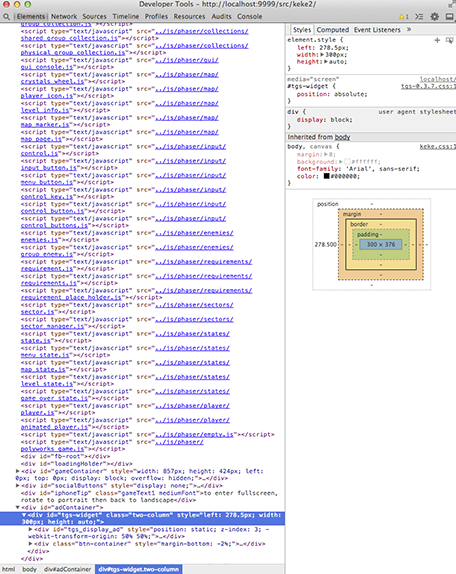 Developer Tools - http://localhost:9999/src/keke2/
Elements Network Sources Timeline Profiles Resources Audits Console
1
group_collection.js"></script>
<script type="text/javascript" src="../js/phaser/collections/
shared_group_collection.js"></script>
<script type="text/javascript" src="../js/phaser/collections/
physical_group_collection.js"></script>
<script type="text/javascript" src="../js/phaser/gui/
gui_console.js"></script>
<script type="text/javascript" src="../js/phaser/map/
crystals_wheel.js"></script>
<script type="text/javascript" src="../js/phaser/map/
player_icon.js"></script>
<script type="text/javascript" src="../js/phaser/map/
level_info.js"></script>
<script type="text/javascript" src="../js/phaser/map/
map_marker.js"></script>
<script type="text/javascript" src="../js/phaser/map/
map_page.js"></script>
<script type="text/javascript" src="../js/phaser/input/
control.js"></script>
<script type="text/javascript" src="../js/phaser/input/
input_button.js"></script>
<script type="text/javascript" src="../js/phaser/input/
menu_button.js"></script>
<script type="text/javascript" src="../js/phaser/input/
control_key.js"></script>
<script type="text/javascript" src="../js/phaser/input/
control_button.js"></script>
<script type="text/javascript" src="../js/phaser/input/
control_buttons.js"></script>
<script type="text/javascript" src="../js/phaser/enemies/
enemies.js"></script>
<script type="text/javascript" src="../js/phaser/enemies/
group_enemy.js"></script>
<script type="text/javascript" src="../js/phaser/requirements/
requirement.js"></script>
<script type="text/javascript" src="../js/phaser/requirements/
requirements.js"></script>
<script type="text/javascript" src="../js/phaser/requirements/
requirement_place_holder.js"></script>
<script type="text/javascript" src="../js/phaser/sectors/
sector.js"></script>
<script type="text/javascript" src="../js/phaser/sectors/
sector_manager.js"></script>
<script type="text/javascript" src="../js/phaser/states/
state.js"></script>
<script type="text/javascript" src="../js/phaser/states/
menu_state.js"></script>
<script type="text/javascript" src="../js/phaser/states/
map_state.js"></script>
<script type="text/javascript" src="../js/phaser/states/
level_state.js"></script>
<script type="text/javascript" src="../js/phaser/states/
game_over_state.js"></script>
<script type="text/javascript" src="../js/phaser/player/
player.js"></script>
<script type="text/javascript" src="../js/phaser/player/
animated_player.js"></script>
<script type="text/javascript" src="../js/phaser/empty.js"></script>
<script type="text/javascript" src="../js/phaser/
polyworks_game.js"></script>
<div id="fb-root"></div>
<div id="loadingHolder"></div>
<div id="gameContainer" style="width: 857px; height: 424px; left:
0px; top: 0px; display: block; overflow: hidden;"></div>
<div id="socialButtons" style="display: none;">…</div>
<div id="iphoneTip" class="gameText1 mediumFont">to enter fullscreen,
rotate to portrait then back to landscape</div>
<div id="adContainer">
<div id="tgs-widget" class="two-column" style="left: 278.5px; width:
300px; height: auto;">
<div id="tgs_display_ad" style="position: static; z-index: 3; -
webkit-transform-origin: 50% 50%;">…</div>
<div class="btn-container" style="margin-bottom: -2%;">…</div>
html body div#adContainer div#tgs-widget.two-column
Styles Computed Event Listeners »
element.style {
left: 278.5px;
width: 300px;
height: auto;
}
media="screen" localhost/
#tgs-widget { tgs-0.3.7.css:1
position: absolute;
}
div { user agent stylesheet
display: block;
}
Inherited from body
body, canvas { keke.css:1
margin: 0;
background: #ffffff;
font-family: 'Arial', sans-serif;
color: #000000;
}
position
margin -
border -
padding -
278.500 - - - 300 × 376 - - - -
-
-
-
-